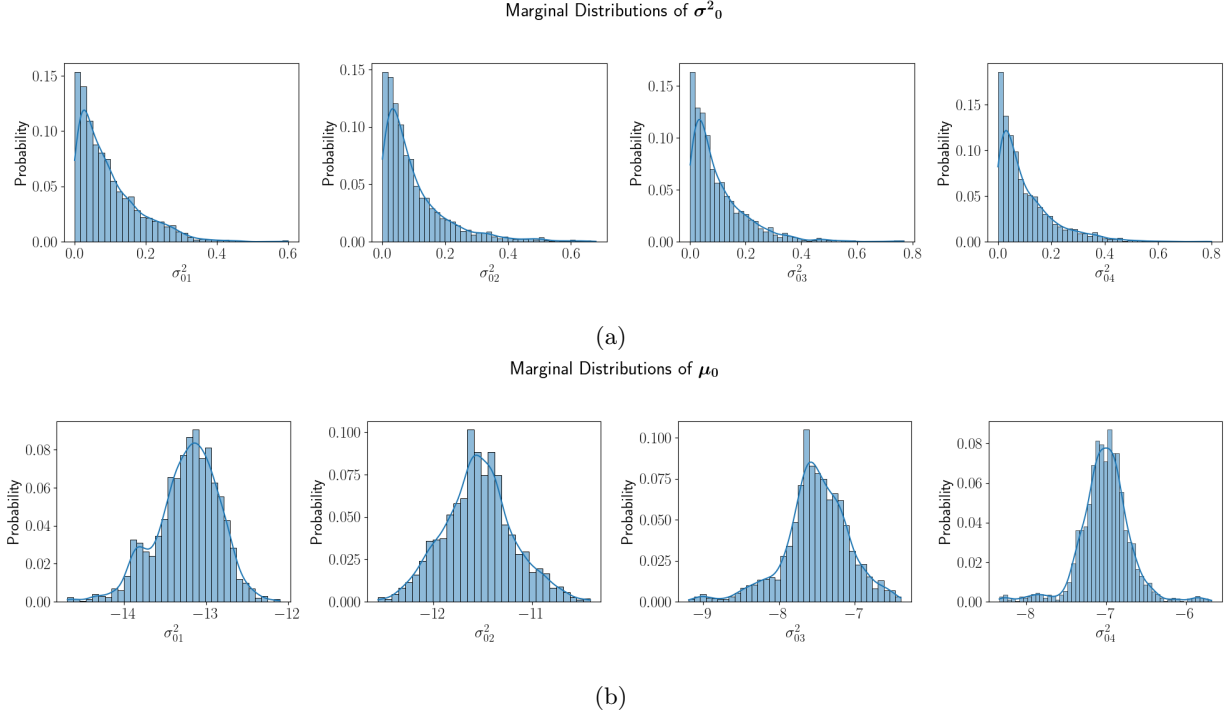 Marginal Distributions of σ²₀
Probability
Probability
Probability
Probability
0.15
0.10
0.05
0.00
0.15
0.10
0.05
0.00
0.15
0.10
0.05
0.00
0.15
0.10
0.05
0.00
0.0 0.2 0.4 0.6
0.0 0.2 0.4 0.6
0.0 0.2 0.4 0.6 0.8
0.0 0.2 0.4 0.6 0.8
σ²₀₁
σ²₀₂
σ²₀₃
σ²₀₄
(a)
Marginal Distributions of μ₀
Probability
Probability
Probability
Probability
0.08
0.06
0.04
0.02
0.00
0.100
0.075
0.050
0.025
0.000
0.100
0.075
0.050
0.025
0.000
0.08
0.06
0.04
0.02
0.00
−14 −13 −12
−12 −11
−9 −8 −7
−8 −7 −6
σ²₀₁
σ²₀₂
σ²₀₃
σ²₀₄
(b)